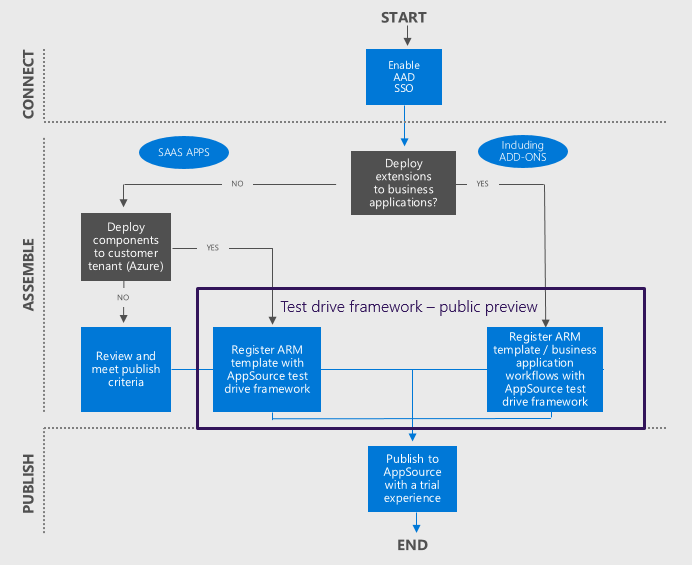 START
CONNECT
Enable
AAD
SSO
SAAS APPS
Including
ADD-ONS
Deploy
extensions
to business
applications?
NO
YES
ASSEMBLE
Deploy
components
to customer
tenant (Azure)
YES
NO
Test drive framework – public preview
Review and
meet publish
criteria
Register ARM
template with
AppSource test
drive framework
Register ARM
template / business
application
workflows with
AppSource test
drive framework
PUBLISH
Publish to
AppSource
with a trial
experience
END